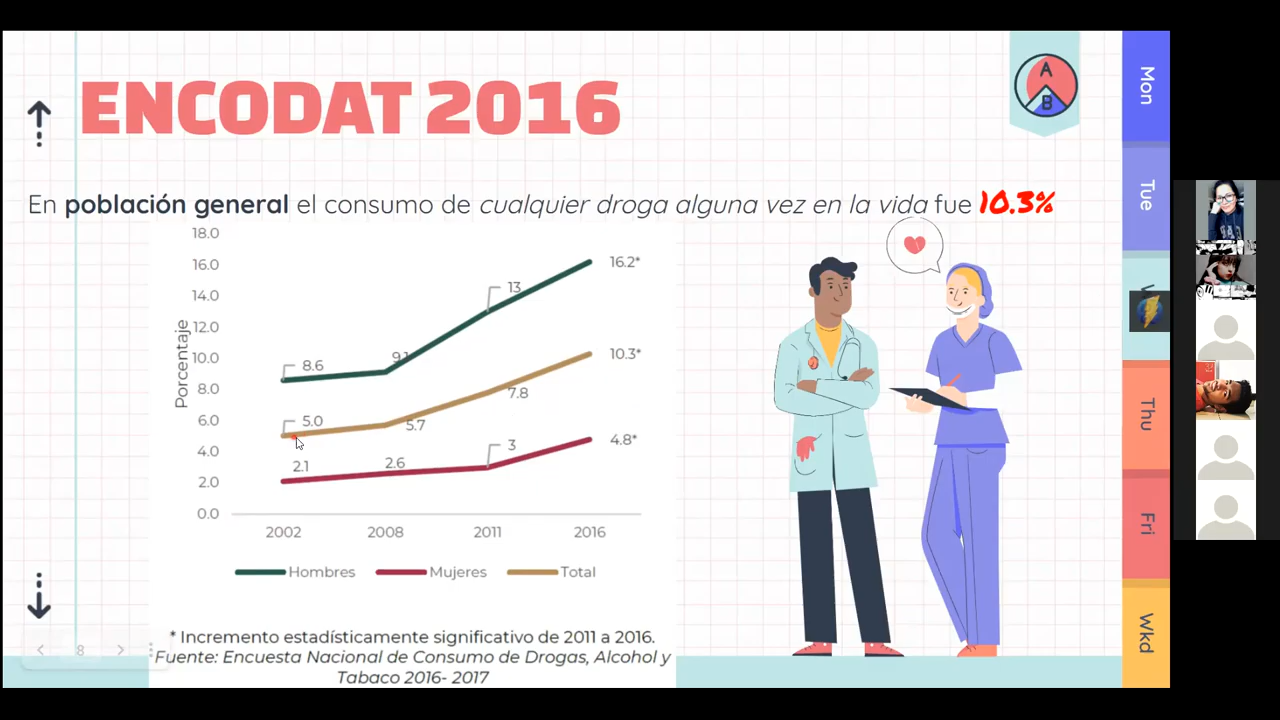 ENCODAT 2016
A
B
En población general el consumo de cualquier droga alguna vez en la vida fue 10.3%
Porcentaje
18.0
16.0
14.0
12.0
10.0
8.0
6.0
4.0
2.0
0.0
8.6
13
16.2*
5.0
5.7
7.8
10.3*
2.1
2.6
3
4.8*
2002 2008 2011 2016
Hombres Mujeres Total
* Incremento estadísticamente significativo de 2011 a 2016.
Fuente: Encuesta Nacional de Consumo de Drogas, Alcohol y
Tabaco 2016- 2017
8
Mon
Tue
Thu
Fri
Wkd